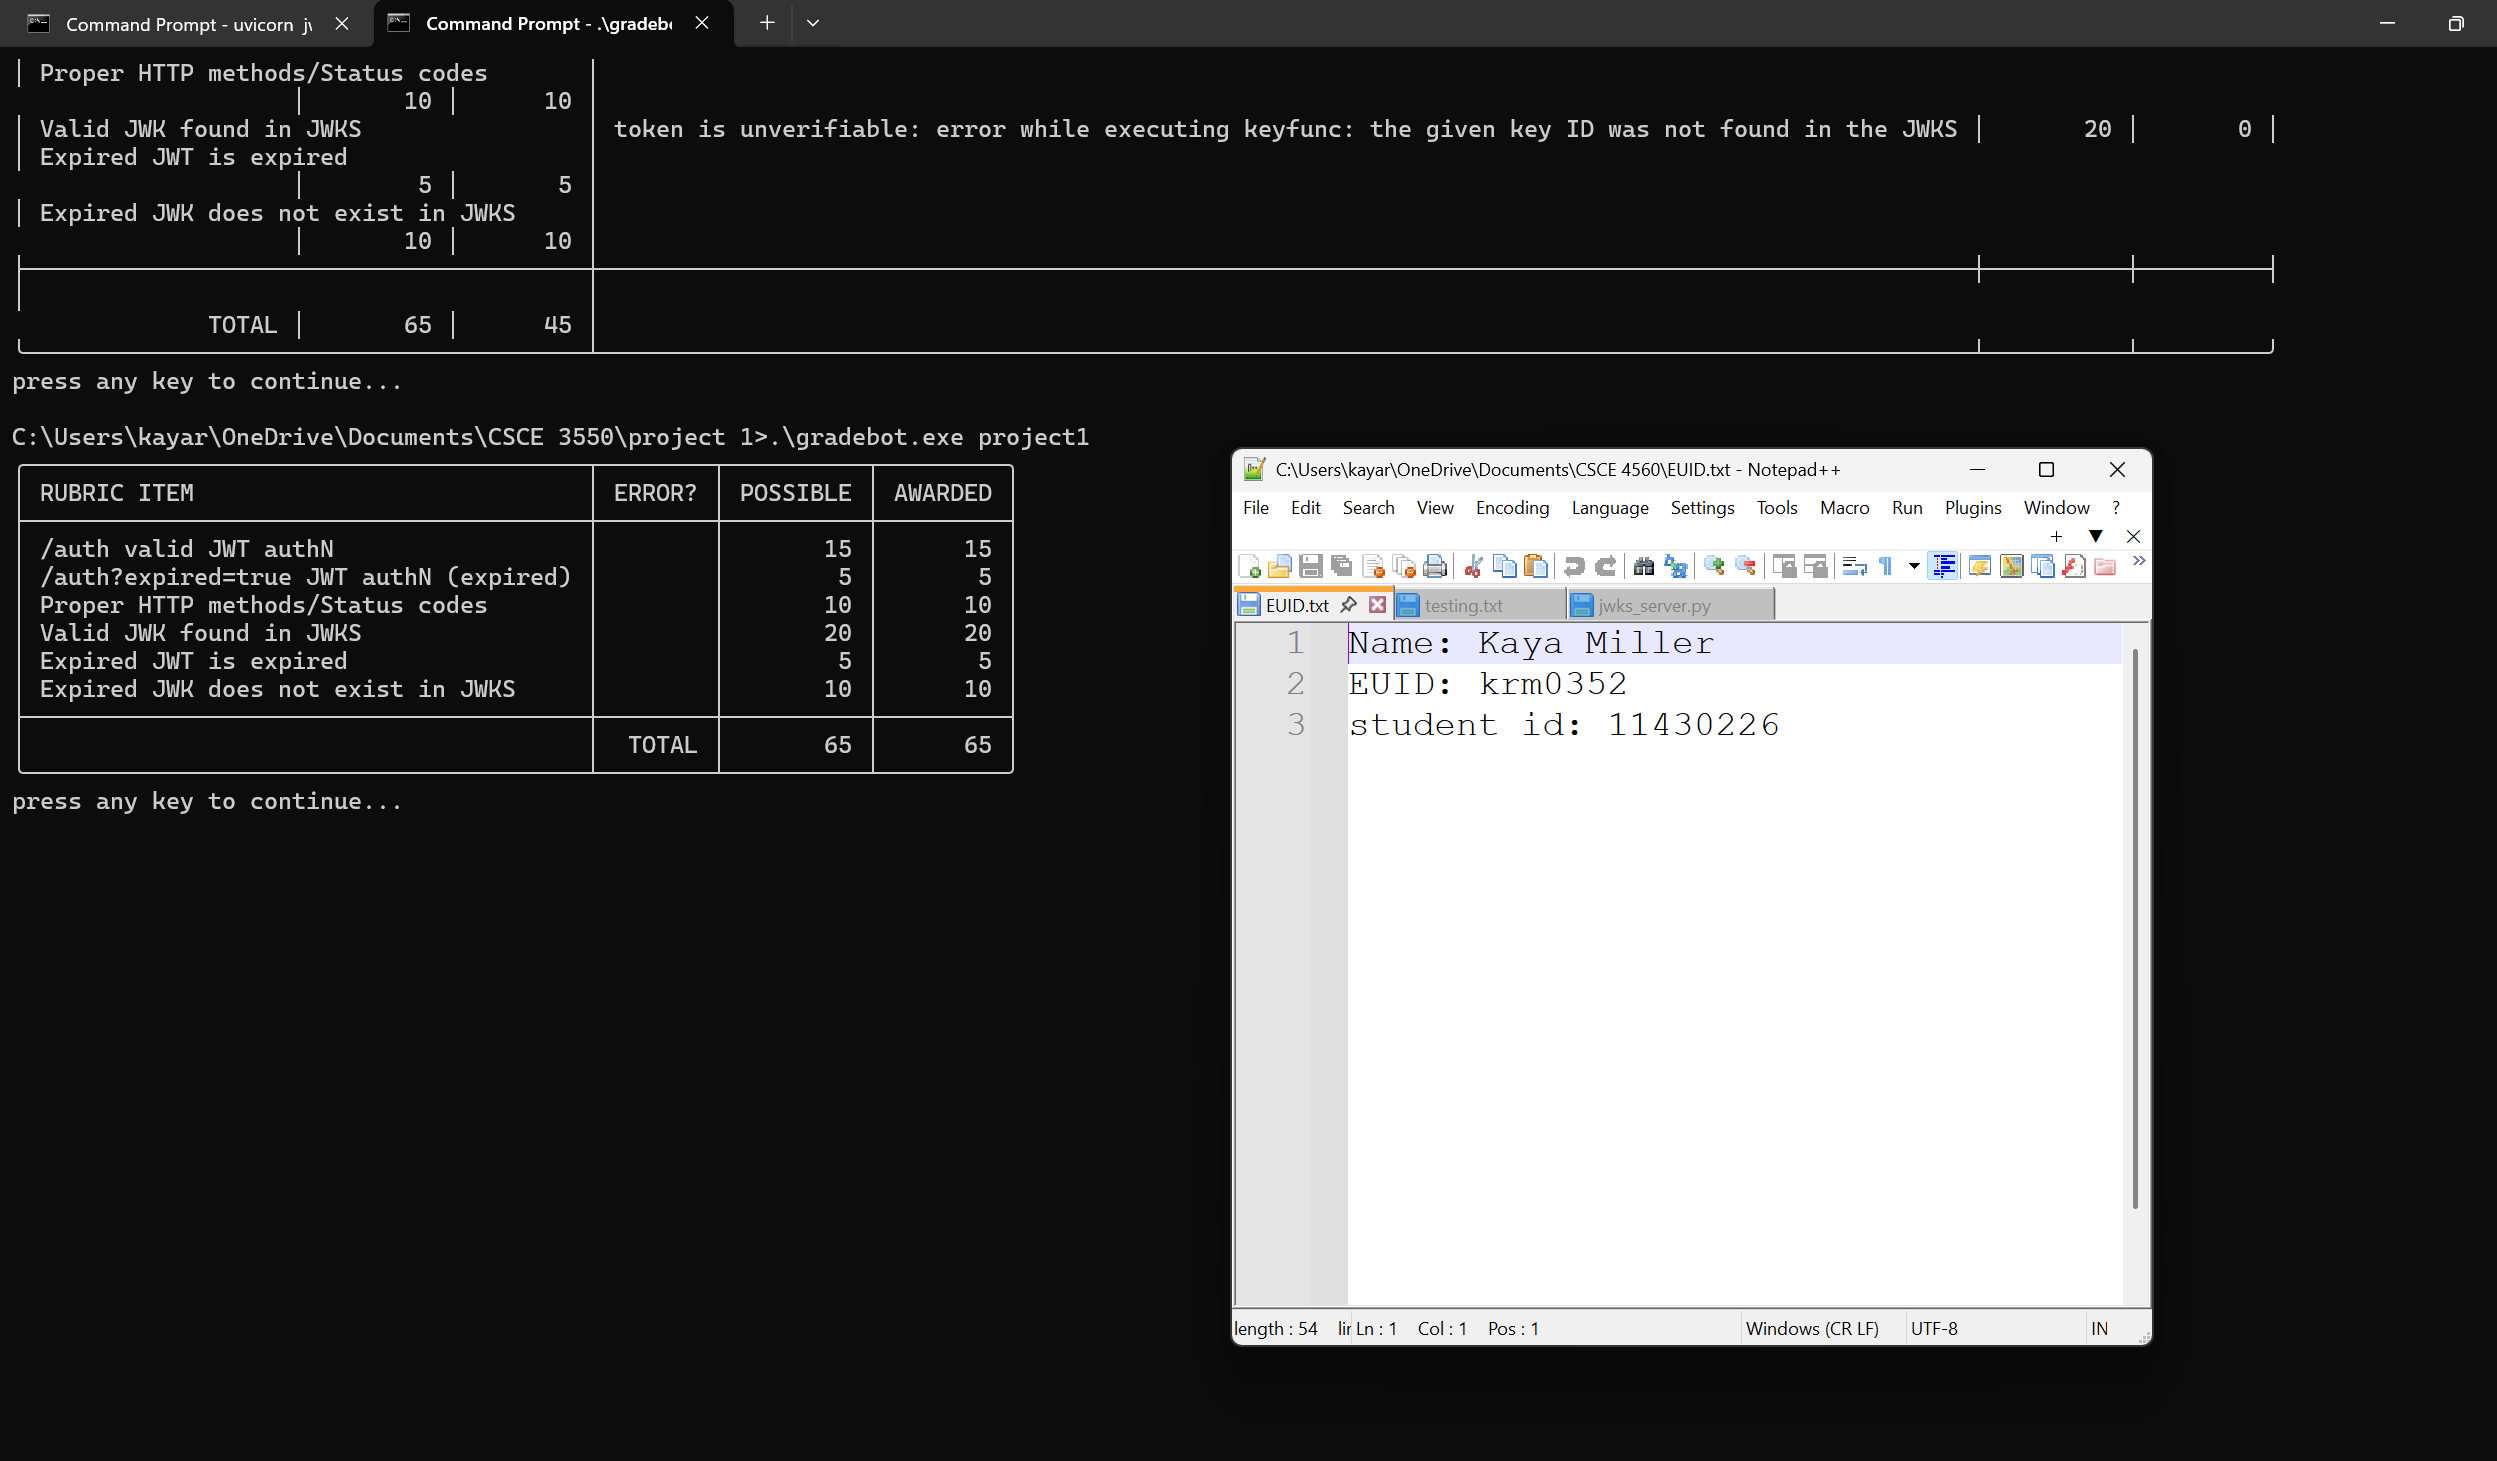 Command Prompt - uvicorn
Command Prompt - .\gradeb
| Proper HTTP methods/Status codes
| 10 | 10
| Valid JWK found in JWKS | token is unverifiable: error while executing keyfunc: the given key ID was not found in the JWKS | 20 | 0 |
| Expired JWT is expired
| 5 | 5
| Expired JWK does not exist in JWKS
| 10 | 10
TOTAL | 65 | 45
press any key to continue...
C:\Users\kayar\OneDrive\Documents\CSCE 3550\project 1>.\gradebot.exe project1
RUBRIC ITEM ERROR? POSSIBLE AWARDED
/auth valid JWT authN 15 15
/auth?expired=true JWT authN (expired) 5 5
Proper HTTP methods/Status codes 10 10
Valid JWK found in JWKS 20 20
Expired JWT is expired 5 5
Expired JWK does not exist in JWKS 10 10
TOTAL 65 65
press any key to continue...
C:\Users\kayar\OneDrive\Documents\CSCE 4560\EUID.txt - Notepad++
File Edit Search View Encoding Language Settings Tools Macro Run Plugins Window ?
EUID.txt testing.txt jwks_server.py
1 Name: Kaya Miller
2 EUID: krm0352
3 student id: 11430226
length : 54 Ln : 1 Col : 1 Pos : 1 Windows (CR LF) UTF-8 IN